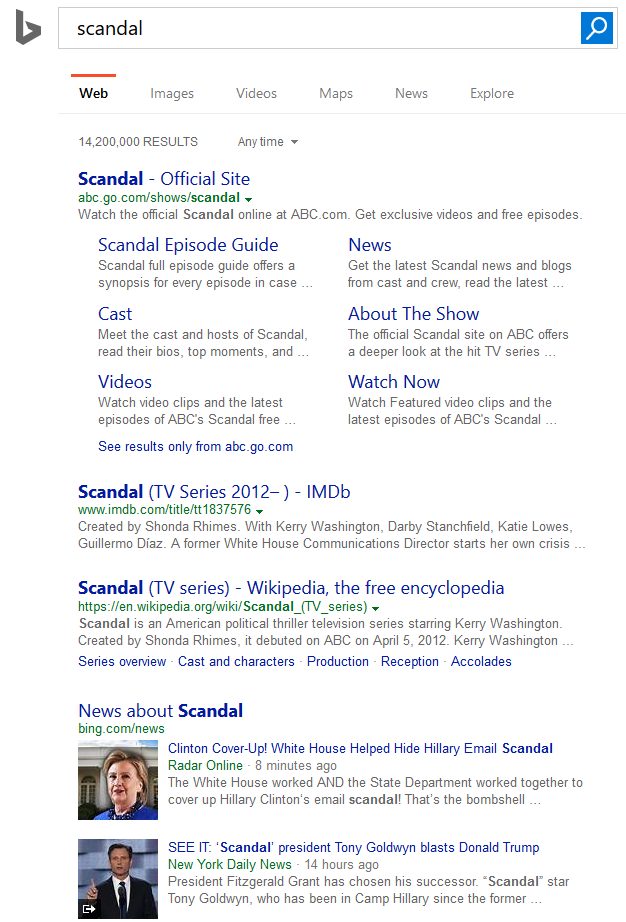 scandal
Web Images Videos Maps News Explore
14,200,000 RESULTS Any time
Scandal - Official Site
abc.go.com/shows/scandal
Watch the official Scandal online at ABC.com. Get exclusive videos and free episodes.
Scandal Episode Guide
Scandal full episode guide offers a
synopsis for every episode in case ...
News
Get the latest Scandal news and blogs
from cast and crew, read the latest ...
Cast
Meet the cast and hosts of Scandal,
read their bios, top moments, and ...
About The Show
The official Scandal site on ABC offers
a deeper look at the hit TV series ...
Videos
Watch video clips and the latest
episodes of ABC's Scandal free ...
Watch Now
Watch Featured video clips and the
latest episodes of ABC's Scandal ...
See results only from abc.go.com
Scandal (TV Series 2012– ) - IMDb
www.imdb.com/title/tt1837576
Created by Shonda Rhimes. With Kerry Washington, Darby Stanchfield, Katie Lowes,
Guillermo Díaz. A former White House Communications Director starts her own crisis ...
Scandal (TV series) - Wikipedia, the free encyclopedia
https://en.wikipedia.org/wiki/Scandal_(TV_series)
Scandal is an American political thriller television series starring Kerry Washington.
Created by Shonda Rhimes, it debuted on ABC on April 5, 2012. Kerry Washington ...
Series overview · Cast and characters · Production · Reception · Accolades
News about Scandal
bing.com/news
Clinton Cover-Up! White House Helped Hide Hillary Email Scandal
Radar Online · 8 minutes ago
The White House worked AND the State Department worked together to
cover up Hillary Clinton's email scandal! That's the bombshell ...
SEE IT: ‘Scandal’ president Tony Goldwyn blasts Donald Trump
New York Daily News · 14 hours ago
President Fitzgerald Grant has chosen his successor. “Scandal” star
Tony Goldwyn, who has been in Camp Hillary since the former ...